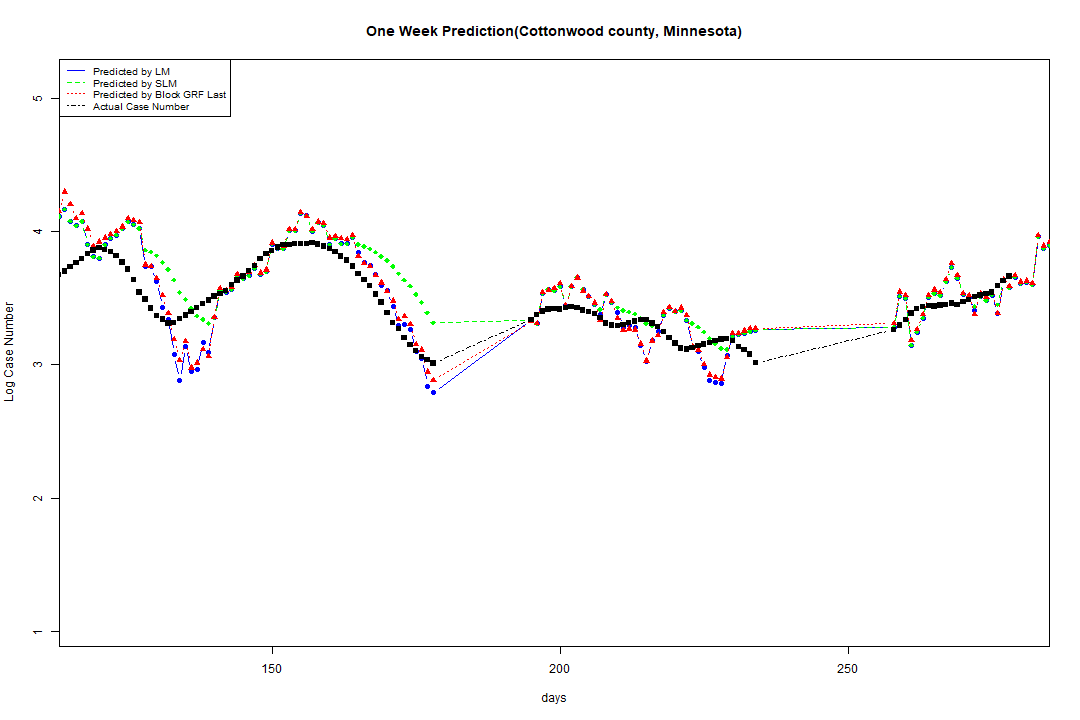 One Week Prediction(Cottonwood county, Minnesota)
Predicted by LM
Predicted by SLM
Predicted by Block GRF Last
Actual Case Number
5
4
3
2
1
Log Case Number
150
200
250
days